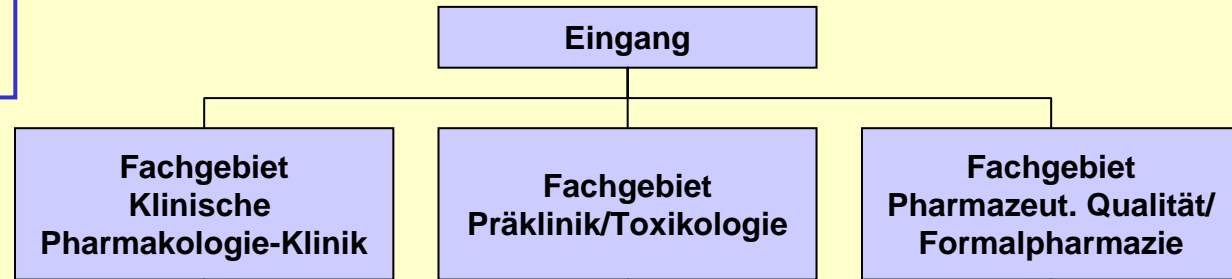 Eingang
Fachgebiet
Klinische
Pharmakologie-Klinik
Fachgebiet
Präklinik/Toxikologie
Fachgebiet
Pharmazeut. Qualität/
Formalpharmazie